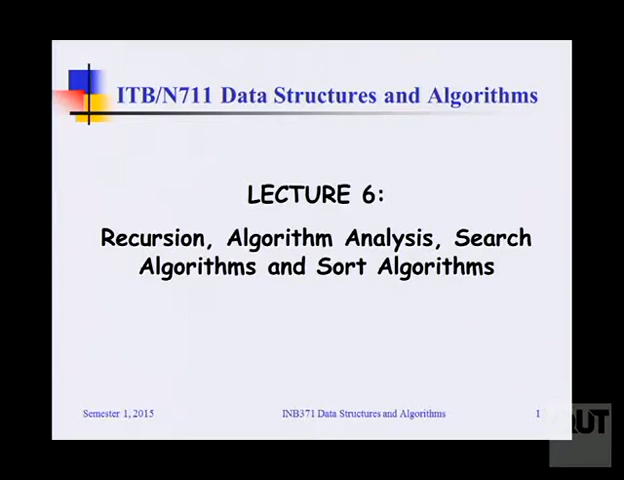 ITB/N711 Data Structures and Algorithms
LECTURE 6:
Recursion, Algorithm Analysis, Search
Algorithms and Sort Algorithms
Semester 1, 2015
INB371 Data Structures and Algorithms
1
QUT